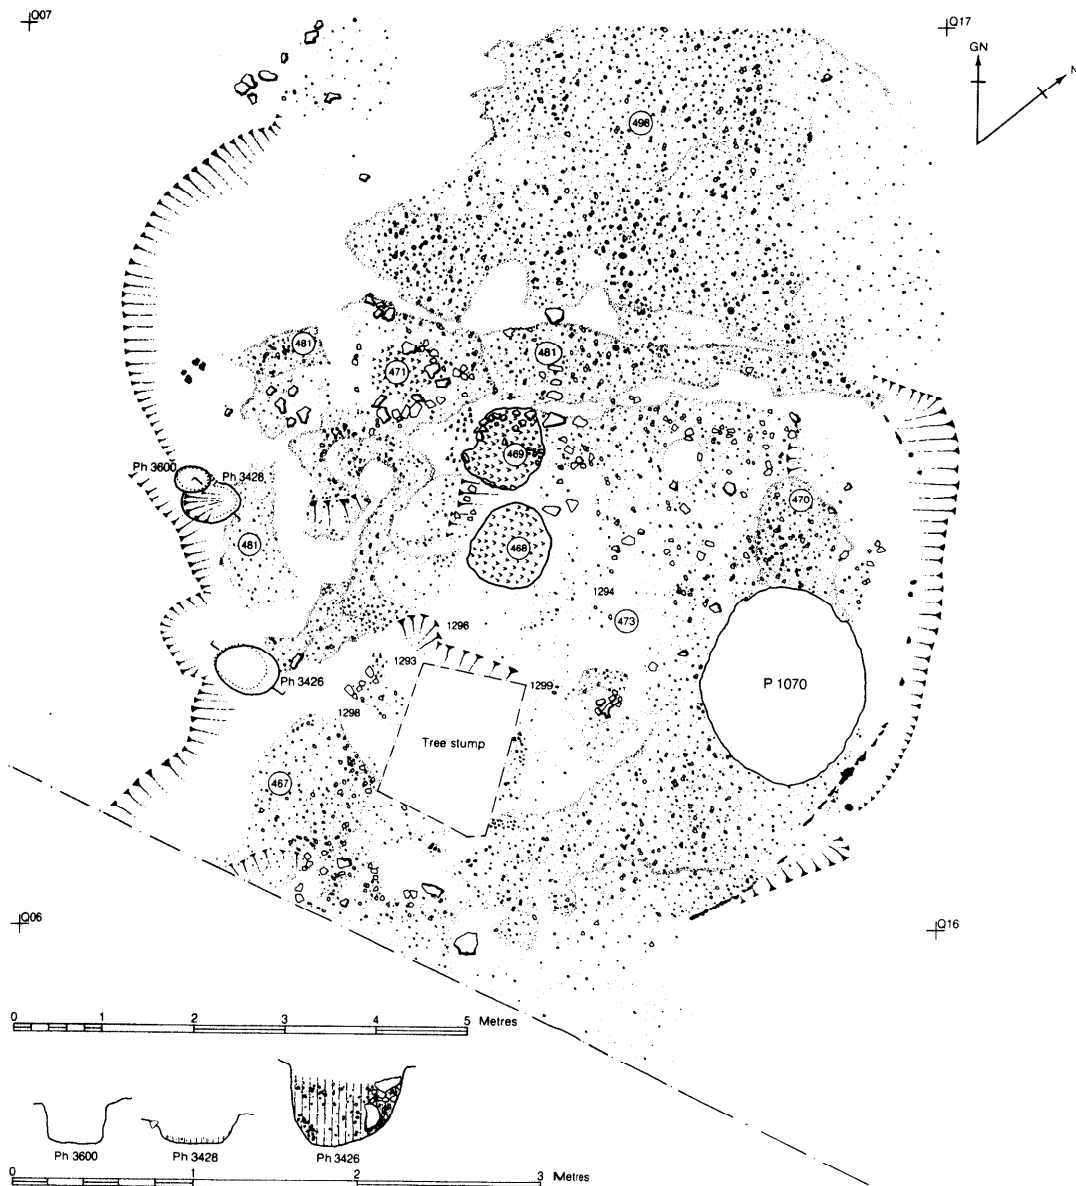 Q07
Q17
GN
N
498
481
471
481
469
Ph 3600
Ph 3428
470
481
468
1294
473
1296
1293
Ph 3426
1299
P 1070
1298
Tree stump
467
Q06
Q16
0 1 2 3 4 5 Metres
Ph 3600 Ph 3428 Ph 3426
0 1 2 3 Metres